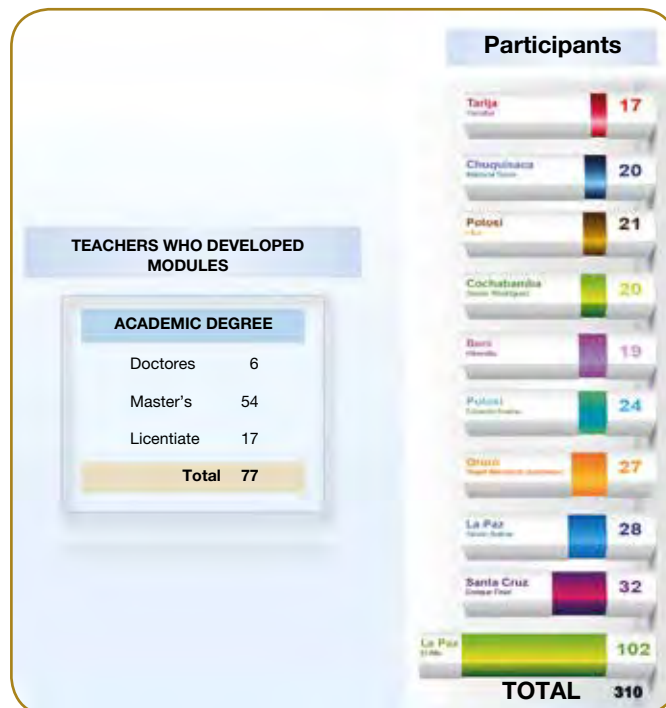 Participants
Tarija
17
Chuquisaca
20
Potosí
21
Cochabamba
20
Beni
19
Potosí
24
Oruro
27
La Paz
28
Santa Cruz
32
La Paz
El Alto
102
TOTAL 310
TEACHERS WHO DEVELOPED
MODULES
ACADEMIC DEGREE
Doctores 6
Master's 54
Licentiate 17
Total 77